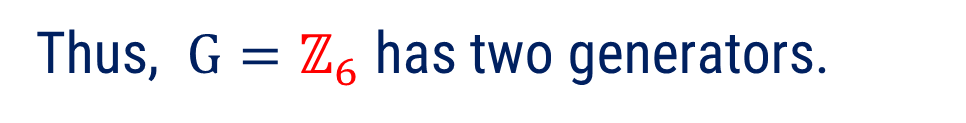 Thus, G = ℤ₆ has two generators.